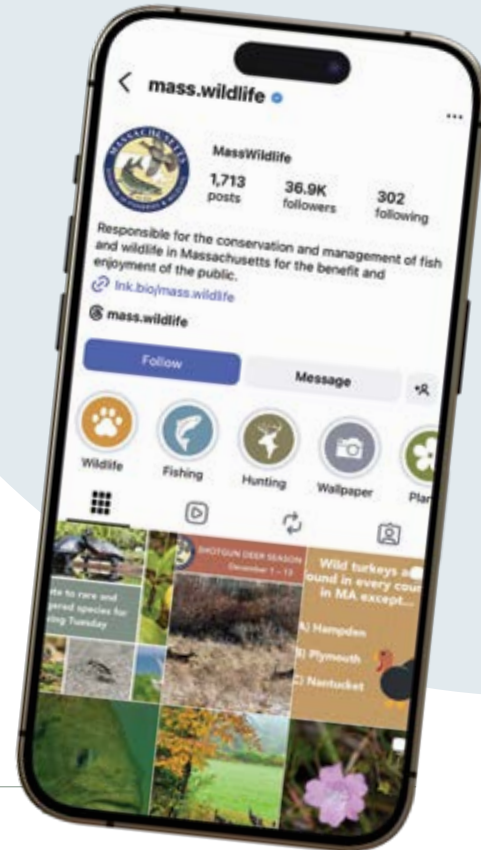 mass.wildlife
MASSACHUSETTS
MassWildlife
1,713
posts
36.9K
followers
302
following
Responsible for the conservation and management of fish
and wildlife in Massachusetts for the benefit and
enjoyment of the public.
lnk.bio/mass.wildlife
mass.wildlife
Follow
Message
Wildlife
Fishing
Hunting
Wallpaper
Plan
SHOTGUN DEER SEASON
December 1 – 13
te to rare and
gered species for
ing Tuesday
Wild turkeys a
ound in every cou
in MA except...
A) Hampden
B) Plymouth
C) Nantucket